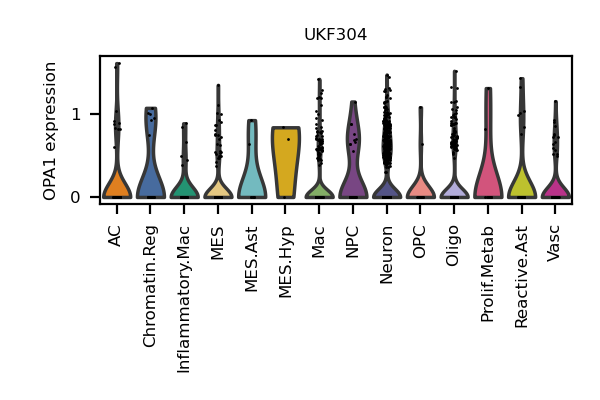 UKF304
OPA1 expression
1
0
AC
Chromatin.Reg
Inflammatory.Mac
MES
MES.Ast
MES.Hyp
Mac
NPC
Neuron
OPC
Oligo
Prolif.Metab
Reactive.Ast
Vasc